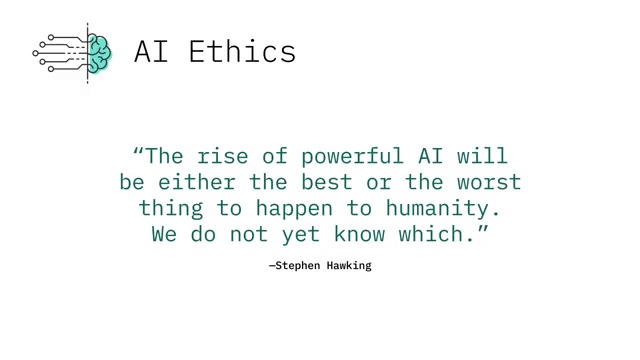 AI Ethics
“The rise of powerful AI will
be either the best or the worst
thing to happen to humanity.
We do not yet know which.”
—Stephen Hawking